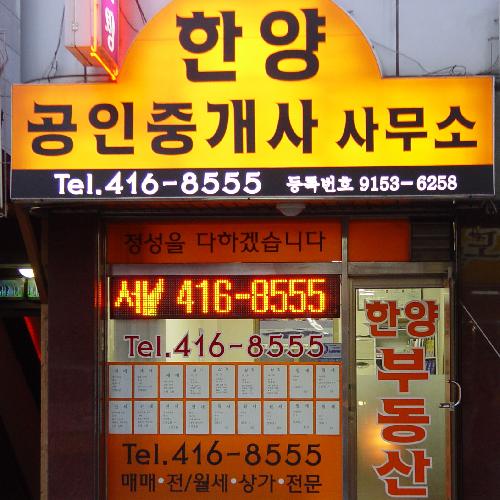 한양
공인중개사 사무소
Tel.416-8555 등록번호 9153-6258
정성을 다하겠습니다
416-8555
Tel.416-8555
Tel.416-8555
매매·전/월세·상가·전문
한양
부동산